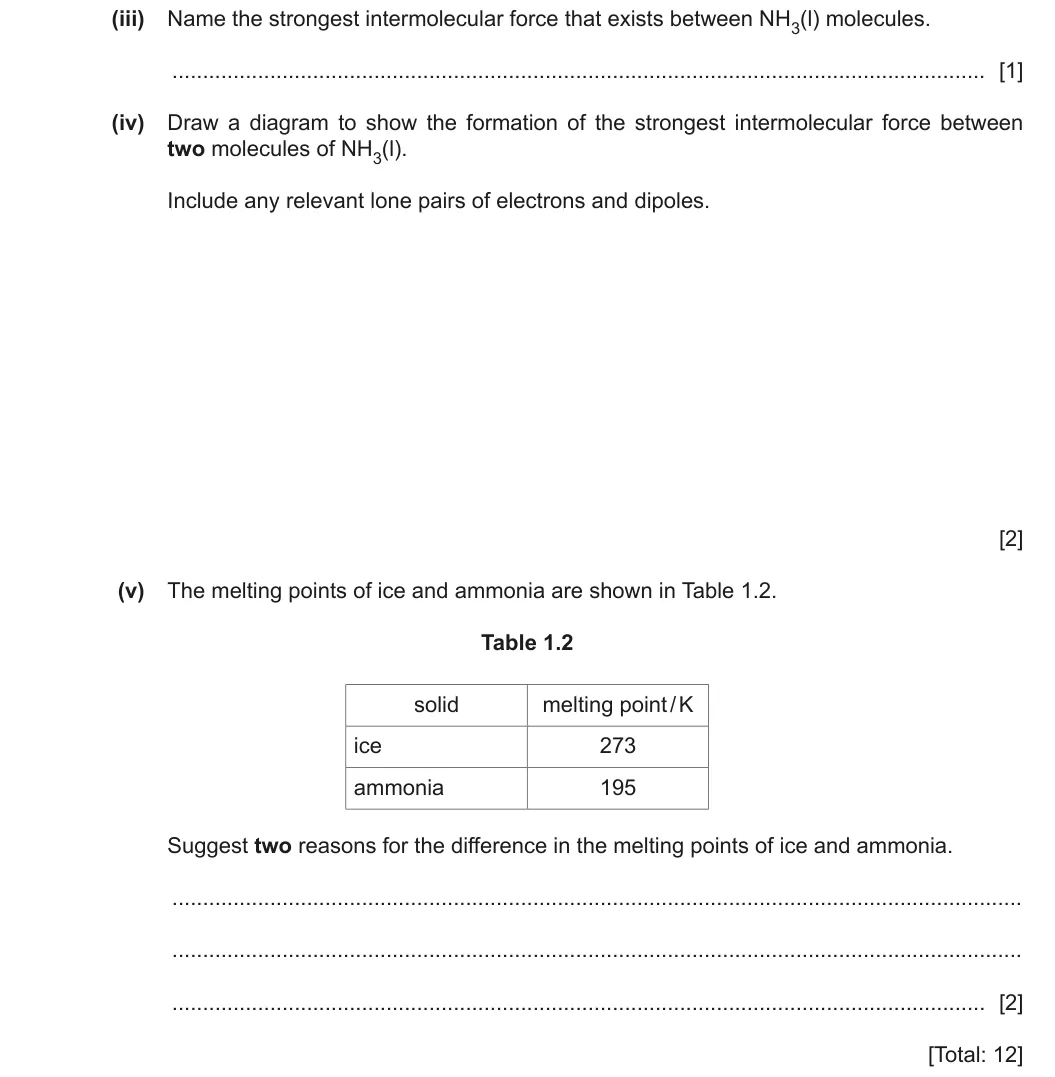 (iii) Name the strongest intermolecular force that exists between NH3(l) molecules.
.......................................................................................................................................... [1]
(iv) Draw a diagram to show the formation of the strongest intermolecular force between
two molecules of NH3(l).
Include any relevant lone pairs of electrons and dipoles.
[2]
(v) The melting points of ice and ammonia are shown in Table 1.2.
Table 1.2
solid melting point/K
ice 273
ammonia 195
Suggest two reasons for the difference in the melting points of ice and ammonia.
................................................................................................................................................
................................................................................................................................................
.......................................................................................................................................... [2]
[Total: 12]